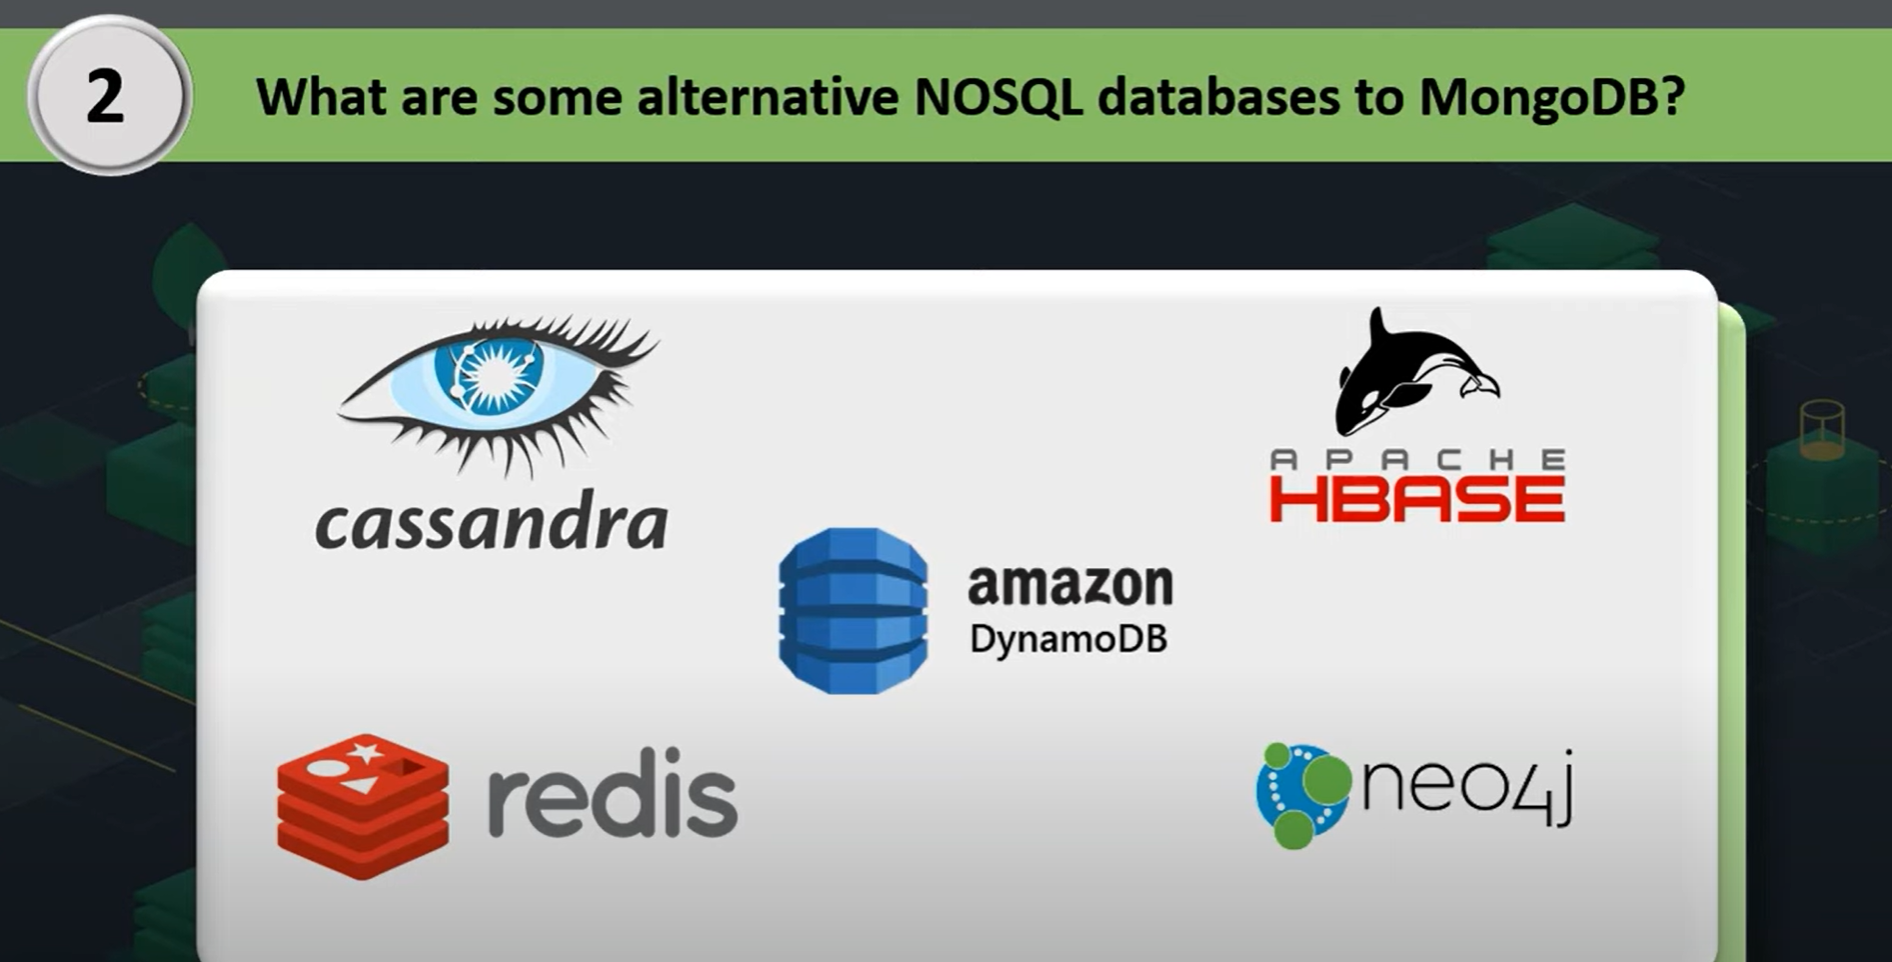 2
What are some alternative NOSQL databases to MongoDB?
cassandra
APACHE
HBASE
amazon
DynamoDB
redis
neo4j